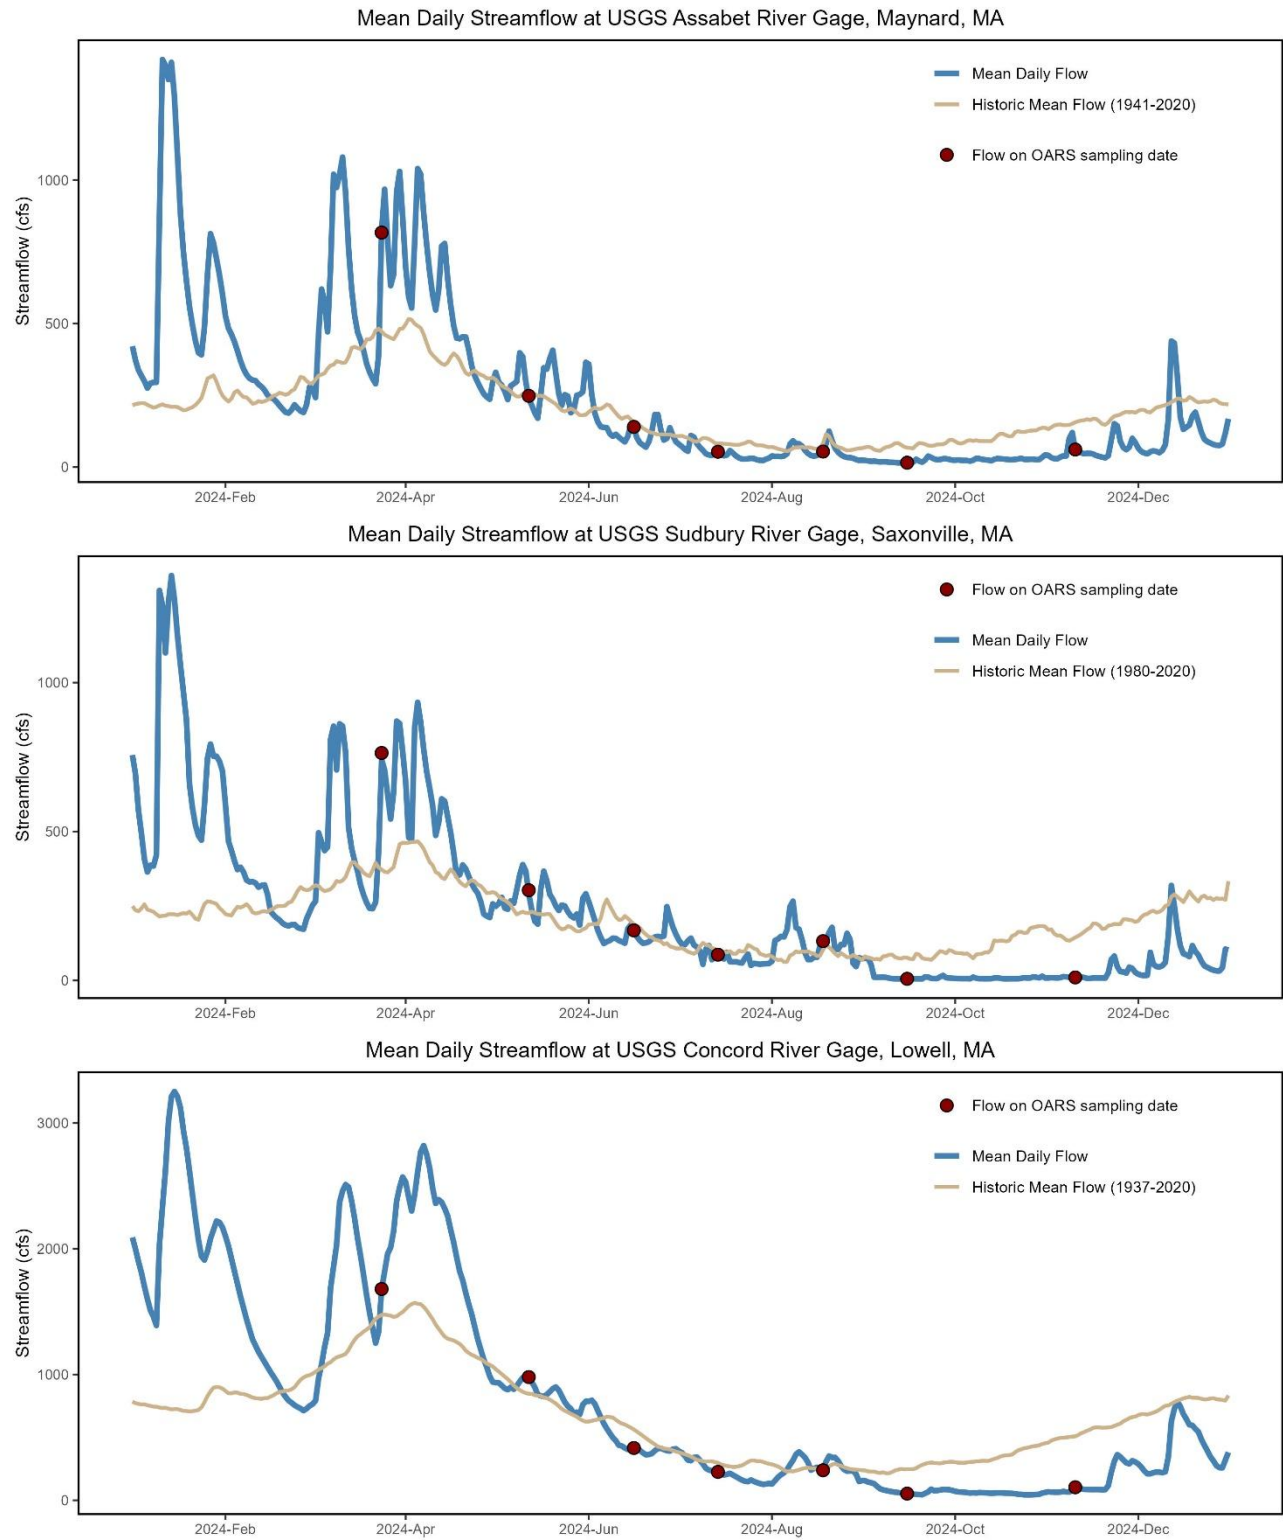 Mean Daily Streamflow at USGS Assabet River Gage, Maynard, MA
Mean Daily Flow
Historic Mean Flow (1941-2020)
Flow on OARS sampling date
Streamflow (cfs)
1000
500
0
2024-Feb 2024-Apr 2024-Jun 2024-Aug 2024-Oct 2024-Dec
Mean Daily Streamflow at USGS Sudbury River Gage, Saxonville, MA
Flow on OARS sampling date
Mean Daily Flow
Historic Mean Flow (1980-2020)
Streamflow (cfs)
1000
500
0
2024-Feb 2024-Apr 2024-Jun 2024-Aug 2024-Oct 2024-Dec
Mean Daily Streamflow at USGS Concord River Gage, Lowell, MA
Flow on OARS sampling date
Mean Daily Flow
Historic Mean Flow (1937-2020)
Streamflow (cfs)
3000
2000
1000
0
2024-Feb 2024-Apr 2024-Jun 2024-Aug 2024-Oct 2024-Dec